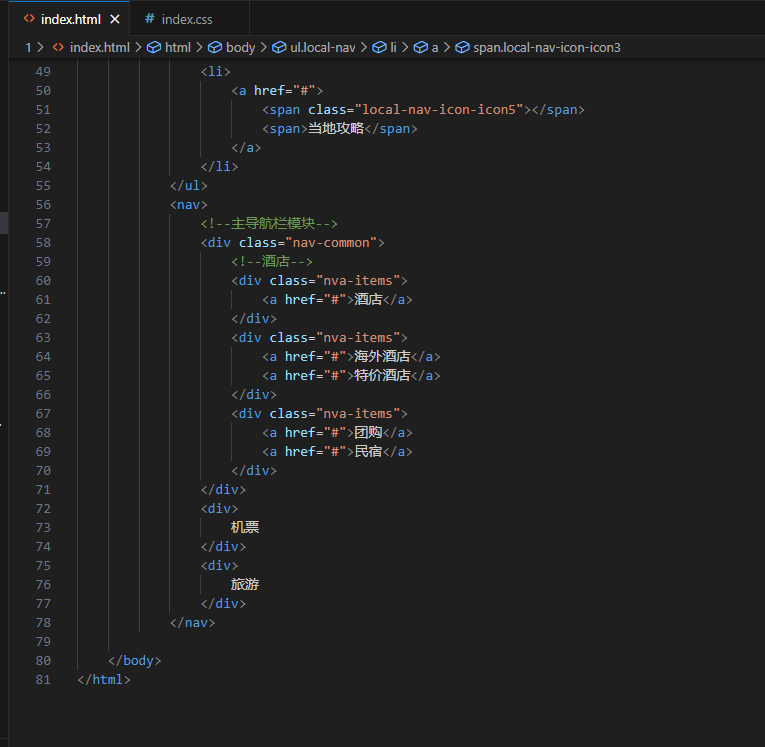 index.html
index.css
1 > index.html > html > body > ul.local-nav > li > a > span.local-nav-icon-icon3
49 <li>
50 <a href="#">
51 <span class="local-nav-icon-icon5"></span>
52 <span>当地攻略</span>
53 </a>
54 </li>
55 </ul>
56 <nav>
57 <!--主导航栏模块-->
58 <div class="nav-common">
59 <!--酒店-->
60 <div class="nva-items">
61 <a href="#">酒店</a>
62 </div>
63 <div class="nva-items">
64 <a href="#">海外酒店</a>
65 <a href="#">特价酒店</a>
66 </div>
67 <div class="nva-items">
68 <a href="#">团购</a>
69 <a href="#">民宿</a>
70 </div>
71 </div>
72 <div>
73 机票
74 </div>
75 <div>
76 旅游
77 </div>
78 </nav>
79
80 </body>
81 </html>